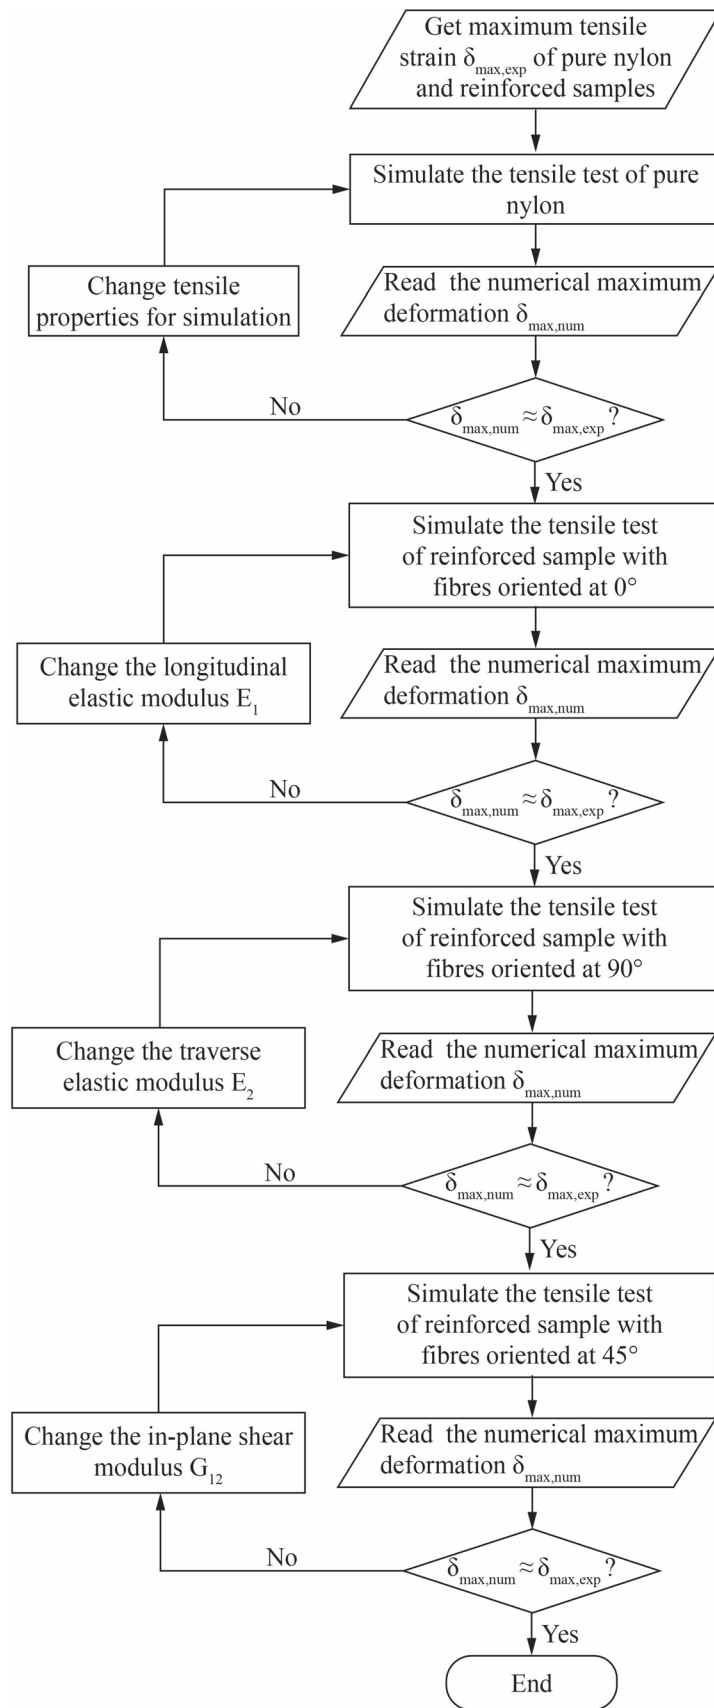 Get maximum tensile
strain δmax,exp of pure nylon
and reinforced samples
Simulate the tensile test of pure
nylon
Change tensile
properties for simulation
Read the numerical maximum
deformation δmax,num
No
δmax,num ≈ δmax,exp ?
Yes
Simulate the tensile test
of reinforced sample with
fibres oriented at 0°
Change the longitudinal
elastic modulus E1
Read the numerical maximum
deformation δmax,num
No
δmax,num ≈ δmax,exp ?
Yes
Simulate the tensile test
of reinforced sample with
fibres oriented at 90°
Change the traverse
elastic modulus E2
Read the numerical maximum
deformation δmax,num
No
δmax,num ≈ δmax,exp ?
Yes
Simulate the tensile test
of reinforced sample with
fibres oriented at 45°
Change the in-plane shear
modulus G12
Read the numerical maximum
deformation δmax,num
No
δmax,num ≈ δmax,exp ?
Yes
End